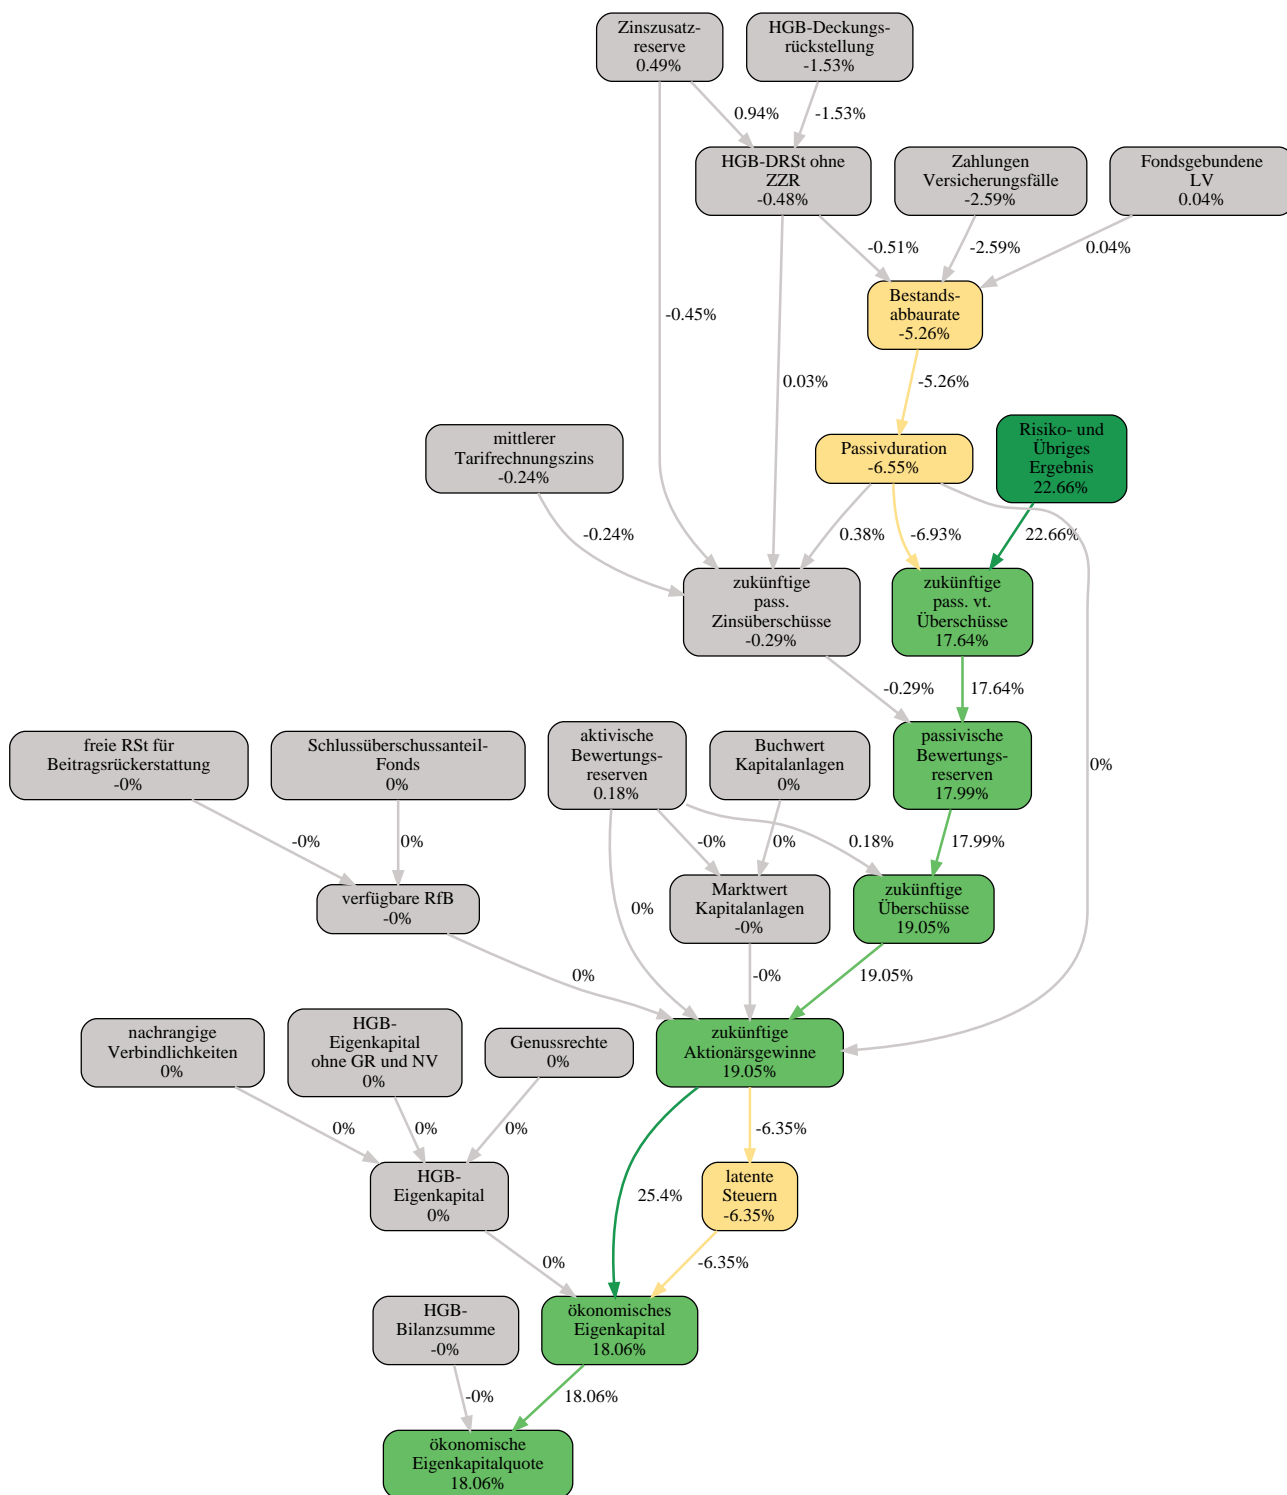 Zinszusatz-
reserve
0.49%
HGB-Deckungs-
rückstellung
-1.53%
0.94%
-1.53%
HGB-DRSt ohne
ZZR
-0.48%
Zahlungen
Versicherungsfälle
-2.59%
Fondsgebundene
LV
0.04%
-0.51%
-2.59%
0.04%
Bestands-
abbaurate
-5.26%
-0.45%
0.03%
-5.26%
mittlerer
Tarifrechnungszins
-0.24%
Passivduration
-6.55%
Risiko- und
Übriges
Ergebnis
22.66%
-0.24%
0.38%
-6.93%
22.66%
zukünftige
pass.
Zinsüberschüsse
-0.29%
zukünftige
pass. vt.
Überschüsse
17.64%
-0.29%
17.64%
0%
freie RSt für
Beitragsrückerstattung
-0%
Schlussüberschussanteil-
Fonds
0%
aktivische
Bewertungs-
reserven
0.18%
Buchwert
Kapitalanlagen
0%
passivische
Bewertungs-
reserven
17.99%
-0%
0%
-0%
0%
0.18%
17.99%
verfügbare RfB
-0%
0%
Marktwert
Kapitalanlagen
-0%
zukünftige
Überschüsse
19.05%
0%
-0%
19.05%
nachrangige
Verbindlichkeiten
0%
HGB-
Eigenkapital
ohne GR und NV
0%
Genussrechte
0%
zukünftige
Aktionärsgewinne
19.05%
0%
0%
0%
-6.35%
HGB-
Eigenkapital
0%
25.4%
latente
Steuern
-6.35%
0%
-6.35%
HGB-
Bilanzsumme
-0%
ökonomisches
Eigenkapital
18.06%
-0%
18.06%
ökonomische
Eigenkapitalquote
18.06%